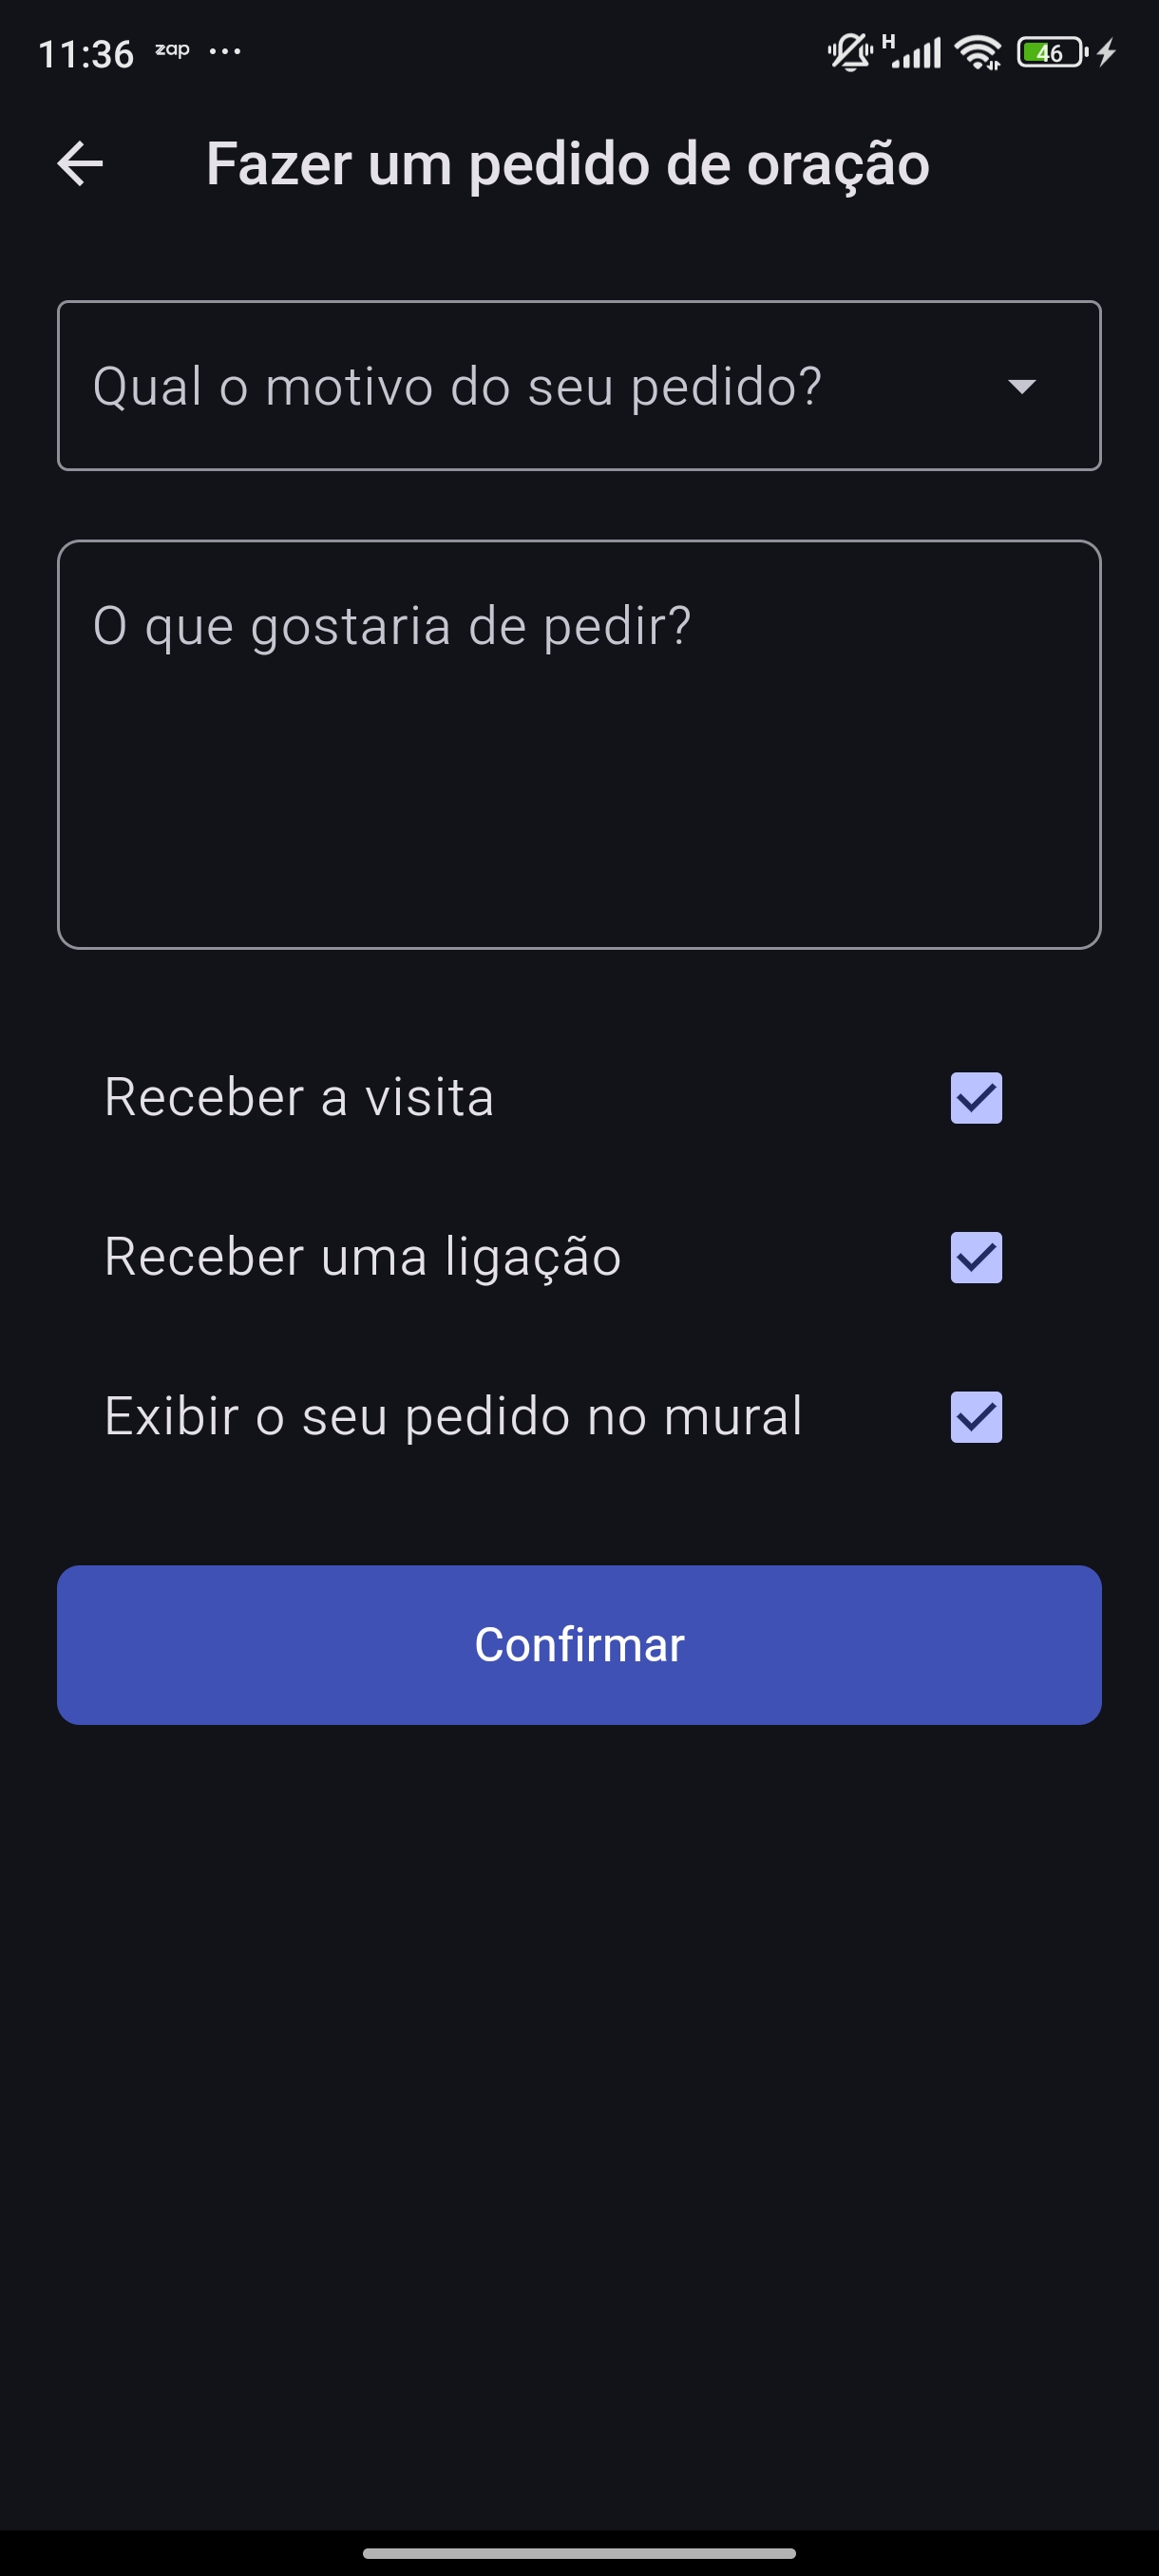 11:36 zap ... H 46
Fazer um pedido de oração
Qual o motivo do seu pedido?
O que gostaria de pedir?
Receber a visita
Receber uma ligação
Exibir o seu pedido no mural
Confirmar